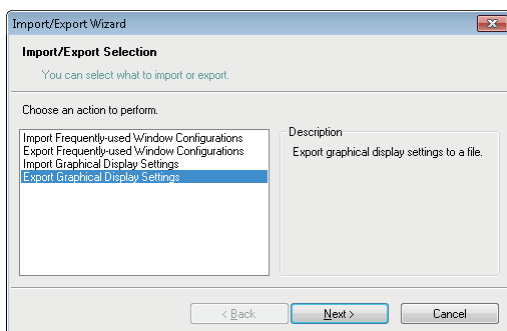 Import/Export Wizard
Import/Export Selection
You can select what to import or export.
Choose an action to perform.
Import Frequently-used Window Configurations
Export Frequently-used Window Configurations
Import Graphical Display Settings
Export Graphical Display Settings
Description
Export graphical display settings to a file.
< Back
Next >
Cancel